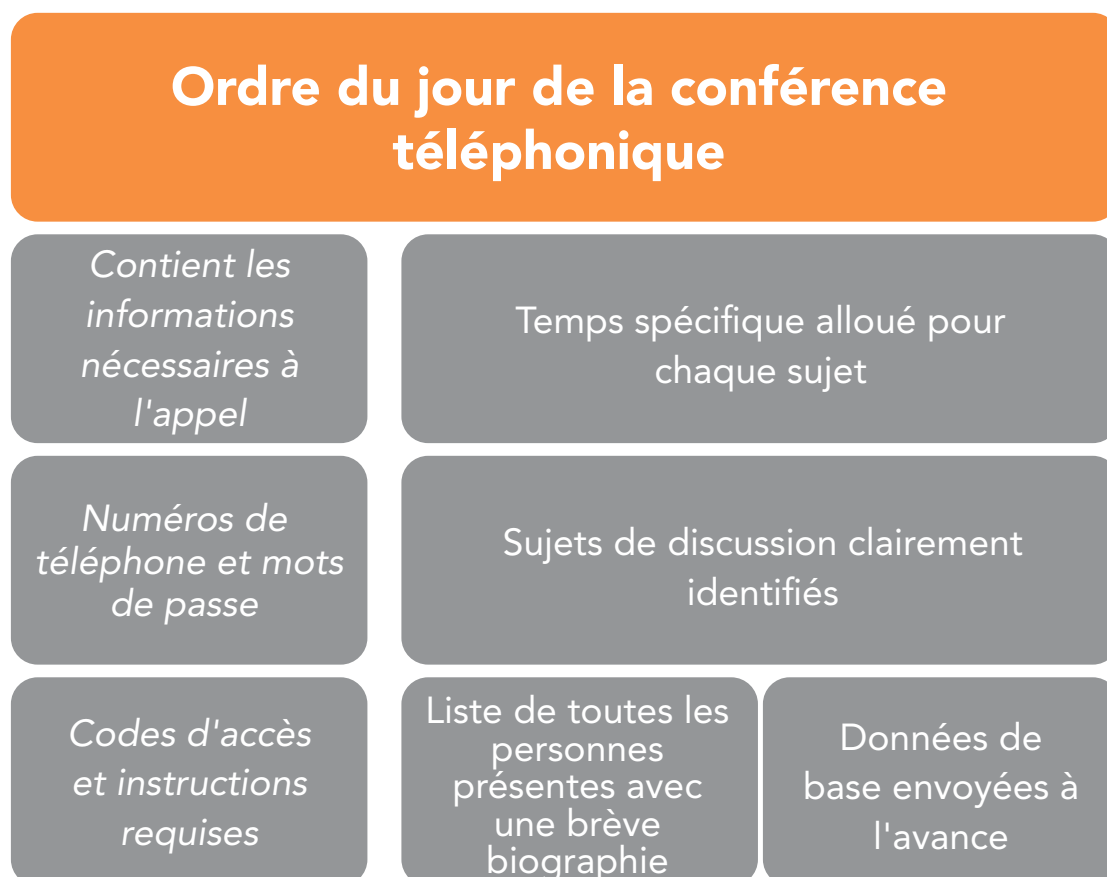 Ordre du jour de la conférence
téléphonique
Contient les
informations
nécessaires à
l'appel
Temps spécifique alloué pour
chaque sujet
Numéros de
téléphone et mots
de passe
Sujets de discussion clairement
identifiés
Codes d'accès
et instructions
requises
Liste de toutes les
personnes
présentes avec
une brève
biographie
Données de
base envoyées à
l'avance